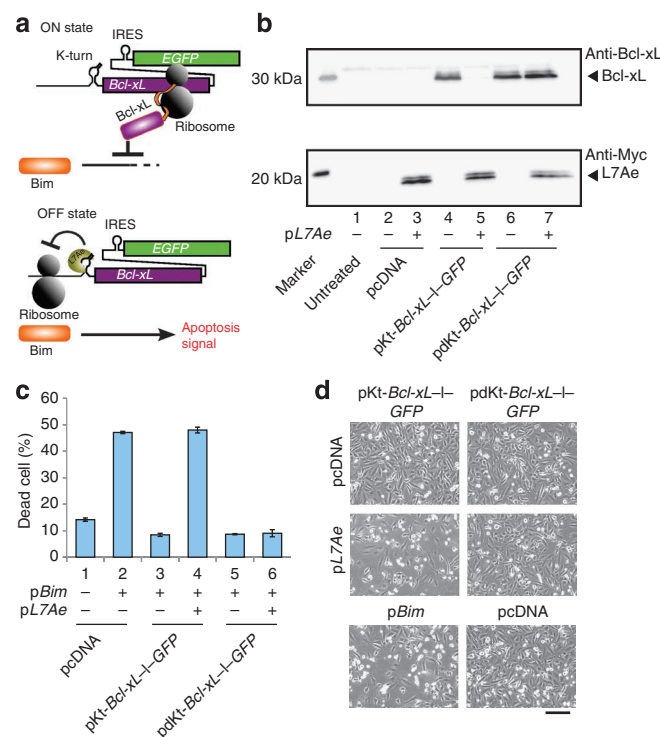 a
ON state
IRES
K-turn
EGFP
Bcl-xL
Bcl-xL
Ribosome
Bim
OFF state
IRES
EGFP
L7Ae
Bcl-xL
Ribosome
Bim
Apoptosis
signal
b
Anti-Bcl-xL
30 kDa
Bcl-xL
Anti-Myc
20 kDa
L7Ae
1 2 3 4 5 6 7
pL7Ae – + – + – +
Marker
Untreated
pcDNA
pKt-Bcl-xL–I–GFP
pdKt-Bcl-xL–I–GFP
c
Dead cell (%)
60
50
40
30
20
10
0
1 2 3 4 5 6
pBim – + + + + +
pL7Ae – – – + – +
pcDNA
pKt-Bcl-xL–I–GFP
pdKt-Bcl-xL–I–GFP
d
pKt-Bcl-xL–I–
GFP
pdKt-Bcl-xL–I–
GFP
pcDNA
pL7Ae
pBim
pcDNA